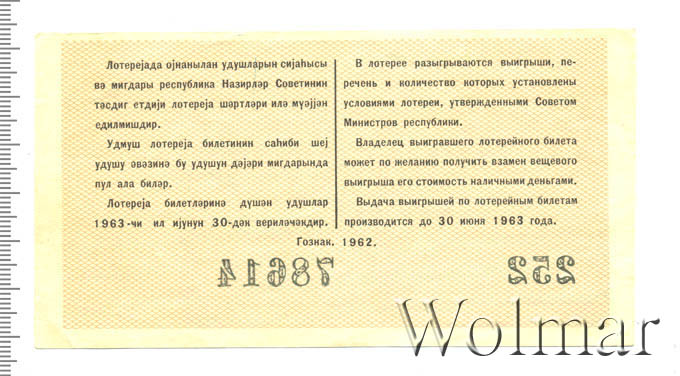 Лотерејада ојнанылан удушларын сијаһысы
вә мигдары республика Назирләр Советинин
тәсдиг етдији лотереја шәртләри илә мүәјјән
едилмишдир.
Удмуш лотереја билетинин саһиби шеј
удушу әвәзинә бу удушун дәјәри мигдарында
пул ала биләр.
Лотереја билетләринә дүшән удушлар
1963-чи ил ијунун 30-дәк вериләчәкдир.
В лотерее разыгрываются выигрыши, пе-
речень и количество которых установлены
условиями лотереи, утвержденными Советом
Министров республики.
Владелец выигравшего лотерейного билета
может по желанию получить взамен вещевого
выигрыша его стоимость наличными деньгами.
Выдача выигрышей по лотерейным билетам
производится до 30 июня 1963 года.
Гознак. 1962.
78614
252
Wolmar